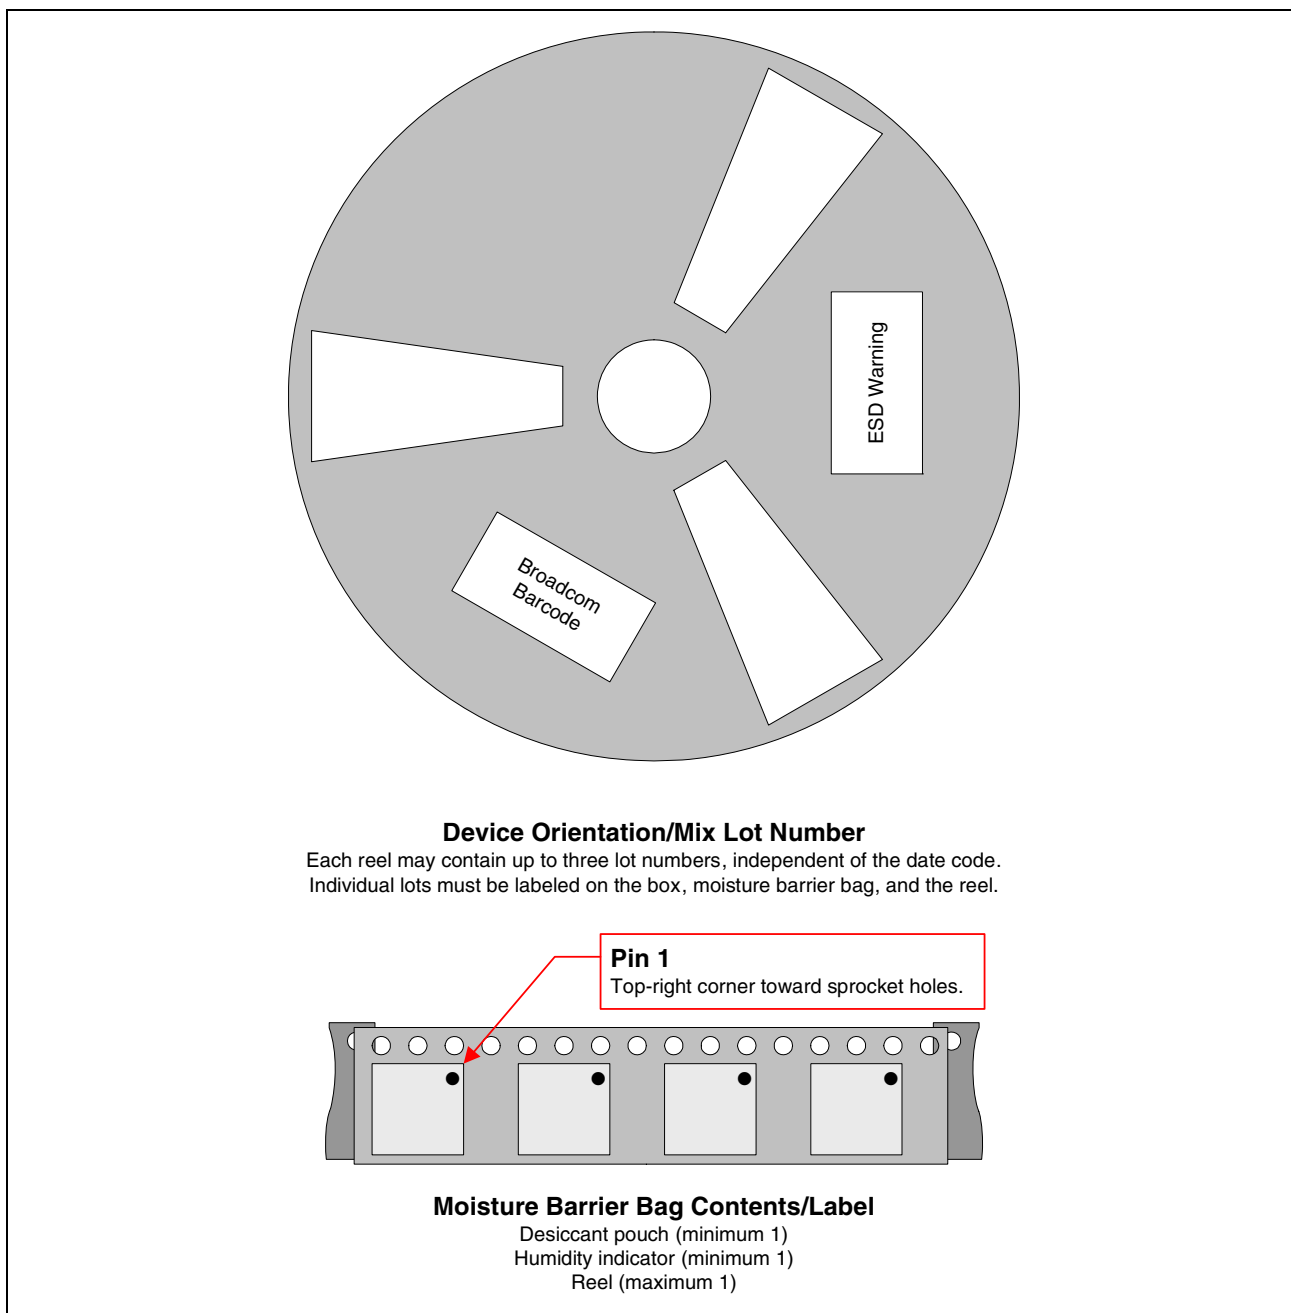 ESD Warning
Broadcom
Barcode
Device Orientation/Mix Lot Number
Each reel may contain up to three lot numbers, independent of the date code.
Individual lots must be labeled on the box, moisture barrier bag, and the reel.
Pin 1
Top-right corner toward sprocket holes.
Moisture Barrier Bag Contents/Label
Desiccant pouch (minimum 1)
Humidity indicator (minimum 1)
Reel (maximum 1)